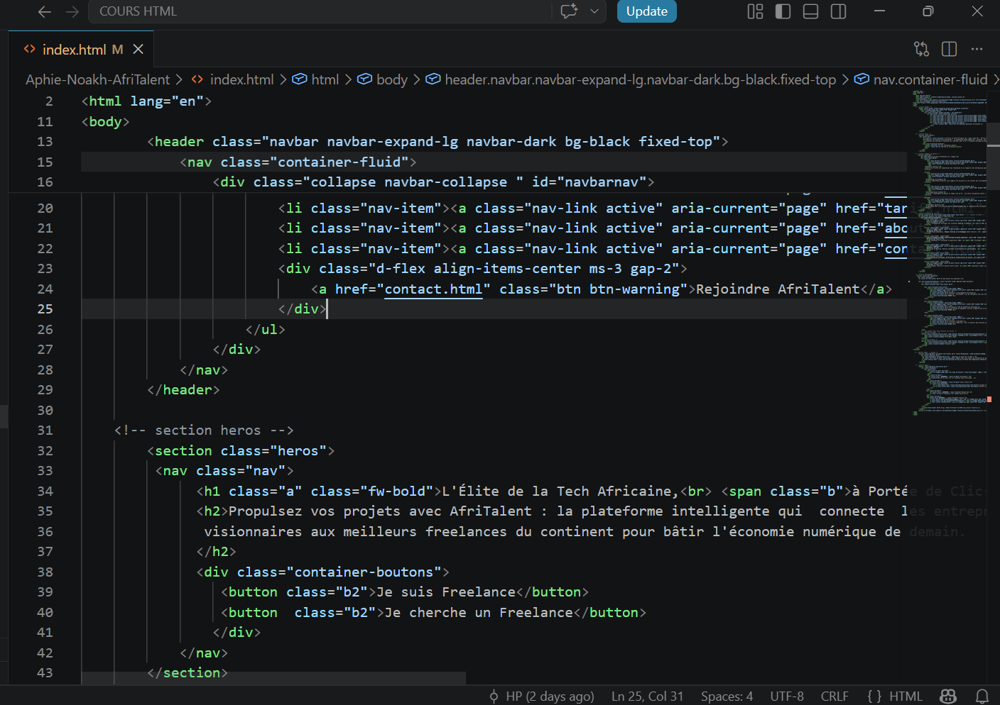 COURS HTML
Update
index.html M
Aphie-Noakh-AfriTalent > index.html > html > body > header.navbar.navbar-expand-lg.navbar-dark.bg-black.fixed-top > nav.container-fluid >
2 <html lang="en">
11 <body>
13 <header class="navbar navbar-expand-lg navbar-dark bg-black fixed-top">
15 <nav class="container-fluid">
16 <div class="collapse navbar-collapse " id="navbarnav">
20 <li class="nav-item"><a class="nav-link active" aria-current="page" href="tarifs.html"
21 <li class="nav-item"><a class="nav-link active" aria-current="page" href="about
22 <li class="nav-item"><a class="nav-link active" aria-current="page" href="conta
23 <div class="d-flex align-items-center ms-3 gap-2">
24 <a href="contact.html" class="btn btn-warning">Rejoindre AfriTalent</a>
25 </div>
26 </ul>
27 </div>
28 </nav>
29 </header>
30
31 <!-- section heros -->
32 <section class="heros">
33 <nav class="nav">
34 <h1 class="a" class="fw-bold">L'Élite de la Tech Africaine,<br> <span class="b">à Portée de Clic
35 <h2>Propulsez vos projets avec AfriTalent : la plateforme intelligente qui  connecte  les entrepr
36 visionnaires aux meilleurs freelances du continent pour bâtir l'économie numérique de demain.
37 </h2>
38 <div class="container-boutons">
39 <button class="b2">Je suis Freelance</button>
40 <button  class="b2">Je cherche un Freelance</button>
41 </div>
42 </nav>
43 </section>
HP (2 days ago) Ln 25, Col 31 Spaces: 4 UTF-8 CRLF { } HTML